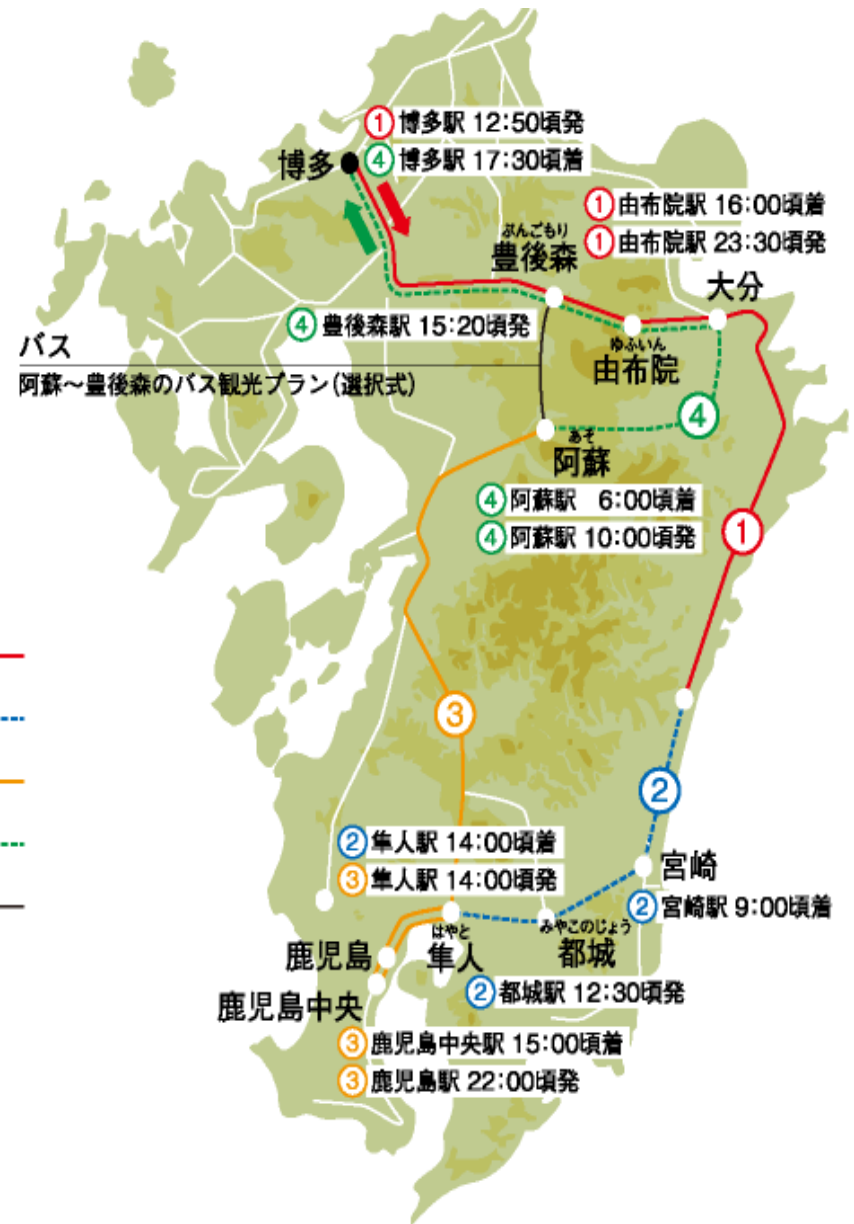 ① 博多駅 12:50頃発
博多
④ 博多駅 17:30頃着
① 由布院駅 16:00頃着
① 由布院駅 23:30頃発
ぶんごもり
豊後森
大分
④ 豊後森駅 15:20頃発
バス
阿蘇～豊後森のバス観光プラン(選択式)
ゆふいん
由布院
④
あそ
阿蘇
④ 阿蘇駅 6:00頃着
④ 阿蘇駅 10:00頃発
①
③
②
② 隼人駅 14:00頃着
③ 隼人駅 14:00頃発
宮崎
② 宮崎駅 9:00頃着
はやと
隼人
みやこのじょう
都城
鹿児島
② 都城駅 12:30頃発
鹿児島中央
③ 鹿児島中央駅 15:00頃着
③ 鹿児島駅 22:00頃発